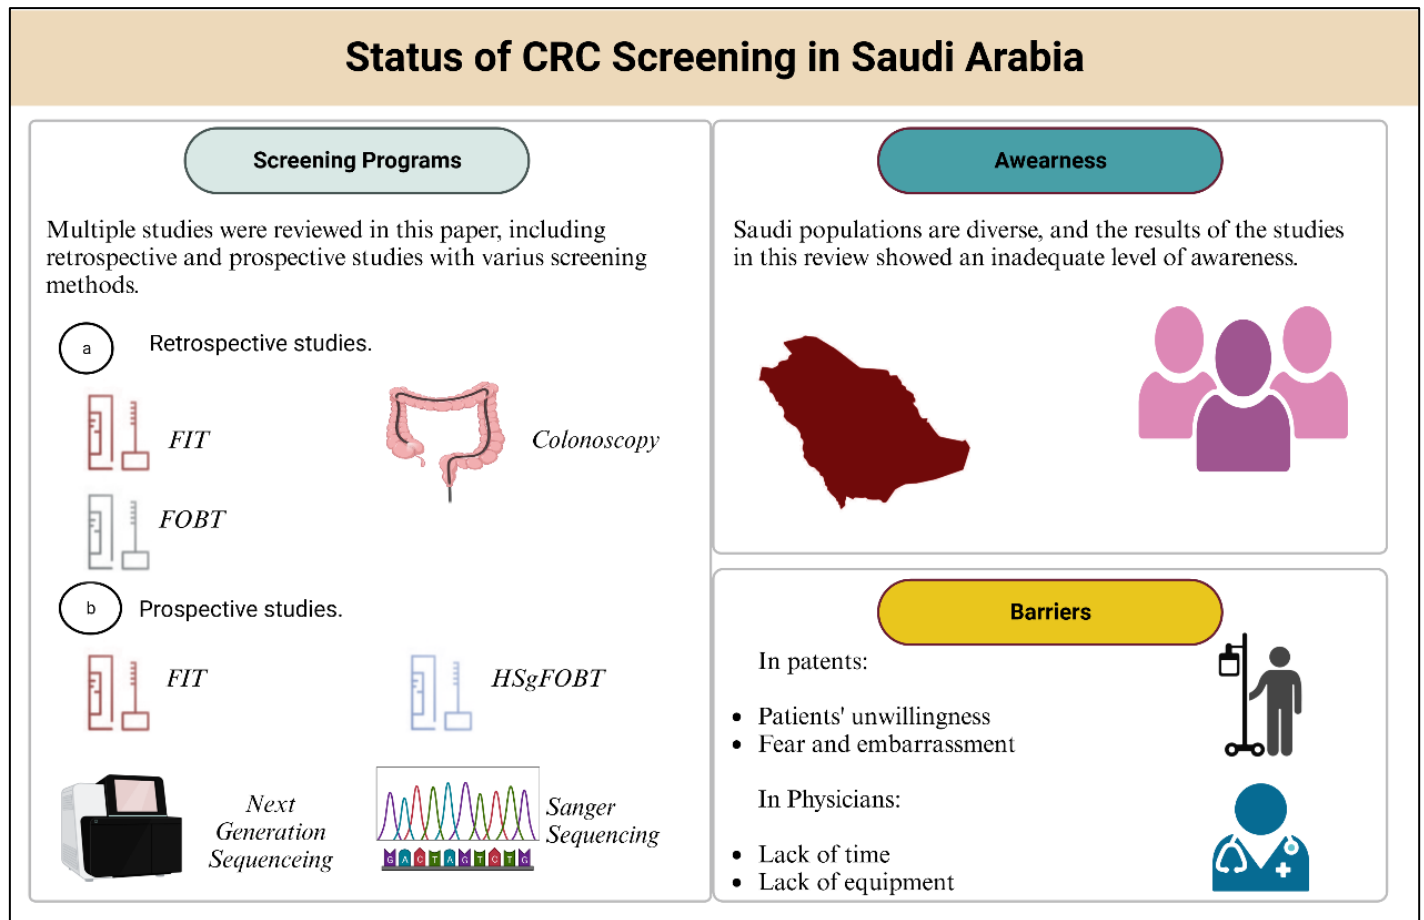 Status of CRC Screening in Saudi Arabia
Screening Programs
Multiple studies were reviewed in this paper, including
retrospective and prospective studies with varius screening
methods.
a
Retrospective studies.
FIT
Colonoscopy
FOBT
b
Prospective studies.
FIT
HSgFOBT
Next
Generation
Sequenceing
Sanger
Sequencing
G A C T A G T C T G
Awearness
Saudi populations are diverse, and the results of the studies
in this review showed an inadequate level of awareness.
Barriers
In patents:
• Patients' unwillingness
• Fear and embarrassment
In Physicians:
• Lack of time
• Lack of equipment